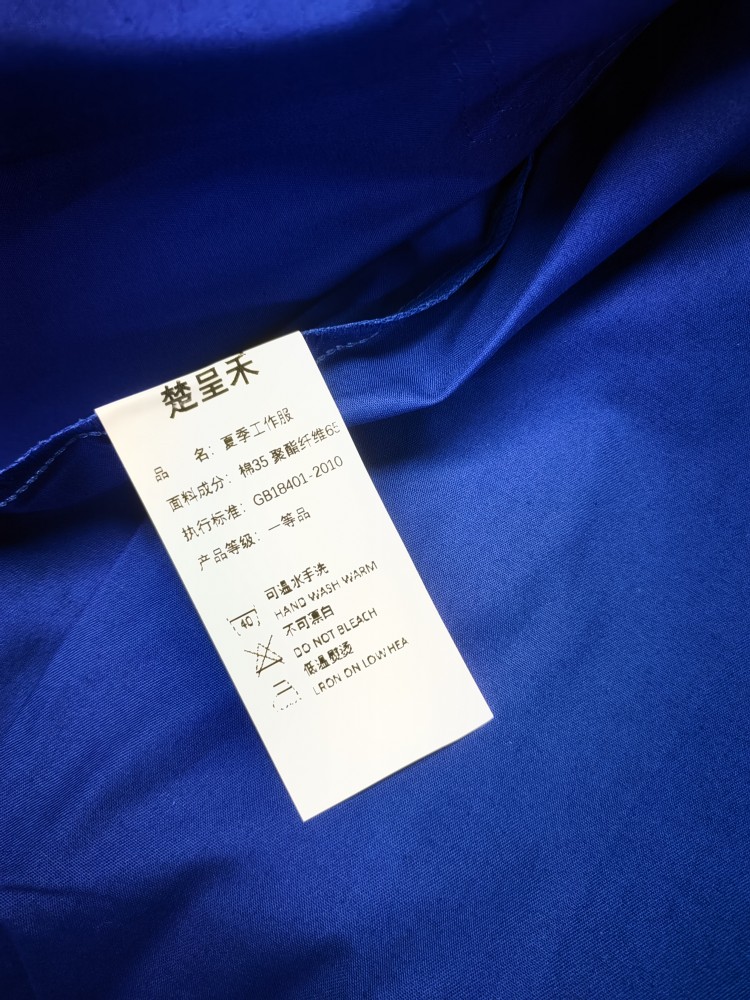 楚呈禾
品 名：夏季工作服
面料成分：棉35 聚酯纤维65
执行标准：GB18401-2010
产品等级：一等品
可温水手洗
40
HAND WASH WARM
不可漂白
DO NOT BLEACH
低温熨烫
LRON ON LOW HEA